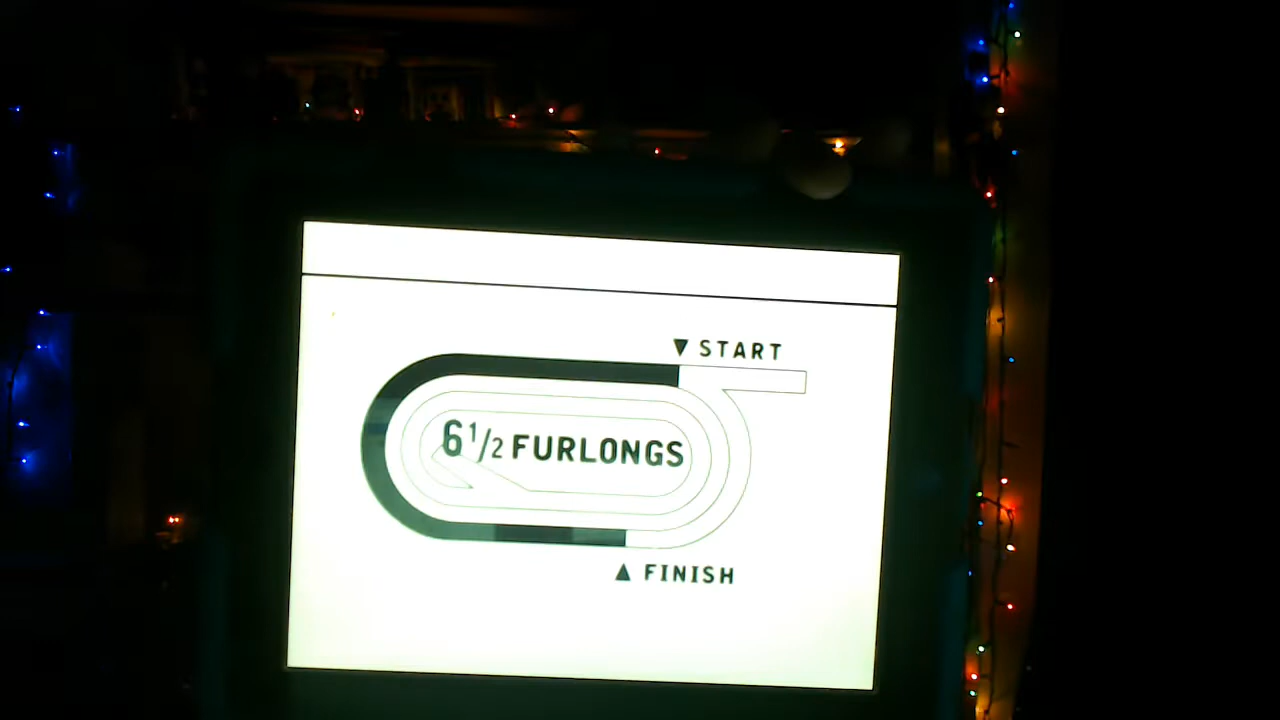 ▼ START
6 1/2 FURLONGS
▲ FINISH